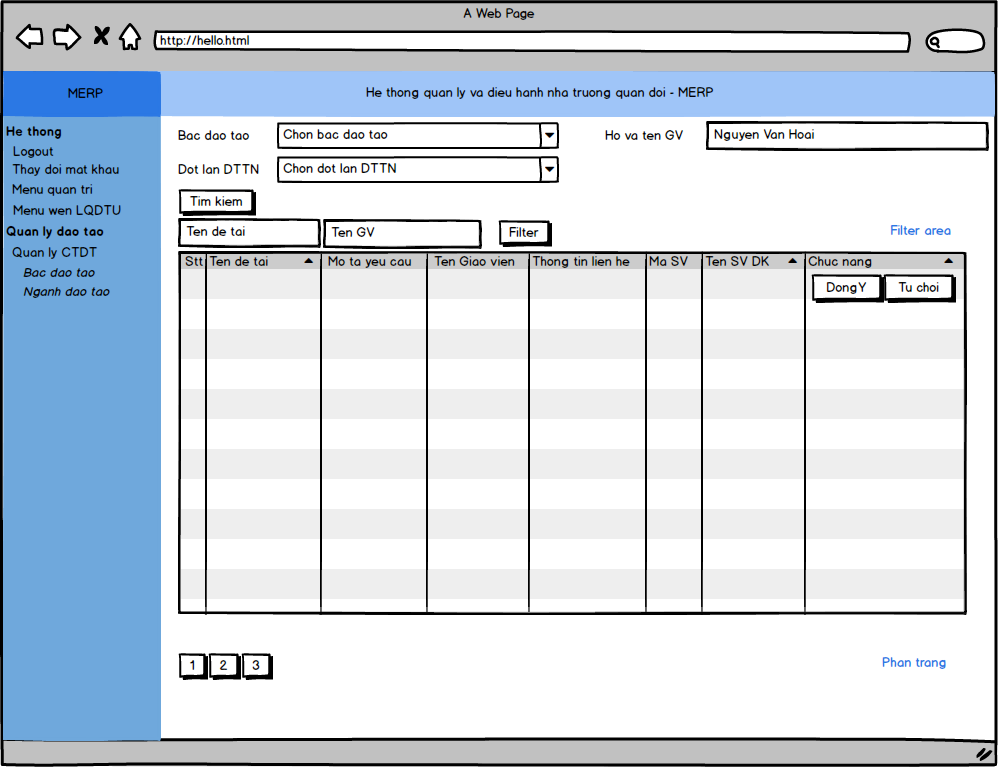 A Web Page
http://hello.html
MERP
He thong quan ly va dieu hanh nha truong quan doi - MERP
He thong
Logout
Thay doi mat khau
Menu quan tri
Menu wen LQDTU
Quan ly dao tao
Quan ly CTDT
Bac dao tao
Nganh dao tao
Bac dao tao
Chon bac dao tao
Ho va ten GV
Nguyen Van Hoai
Dot lan DTTN
Chon dot lan DTTN
Tim kiem
Ten de tai
Ten GV
Filter
Filter area
Stt Ten de tai Mo ta yeu cau Ten Giao vien Thong tin lien he Ma SV Ten SV DK Chuc nang
DongY
Tu choi
1 2 3
Phan trang